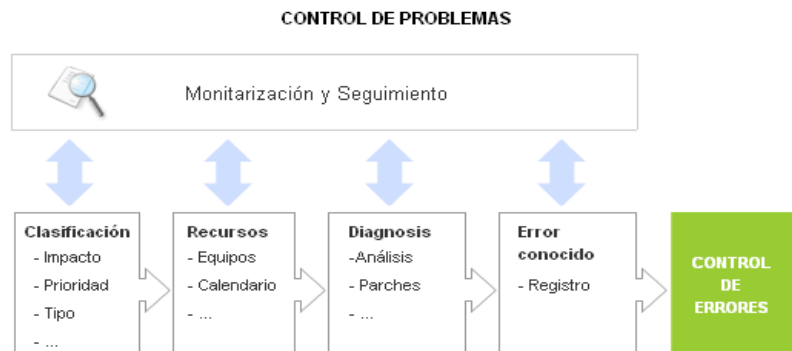 CONTROL DE PROBLEMAS
Monitarización y Seguimiento
Clasificación
- Impacto
- Prioridad
- Tipo
- ...
Recursos
- Equipos
- Calendario
- ...
Diagnosis
-Análisis
- Parches
- ...
Error
conocido
- Registro
CONTROL
DE
ERRORES